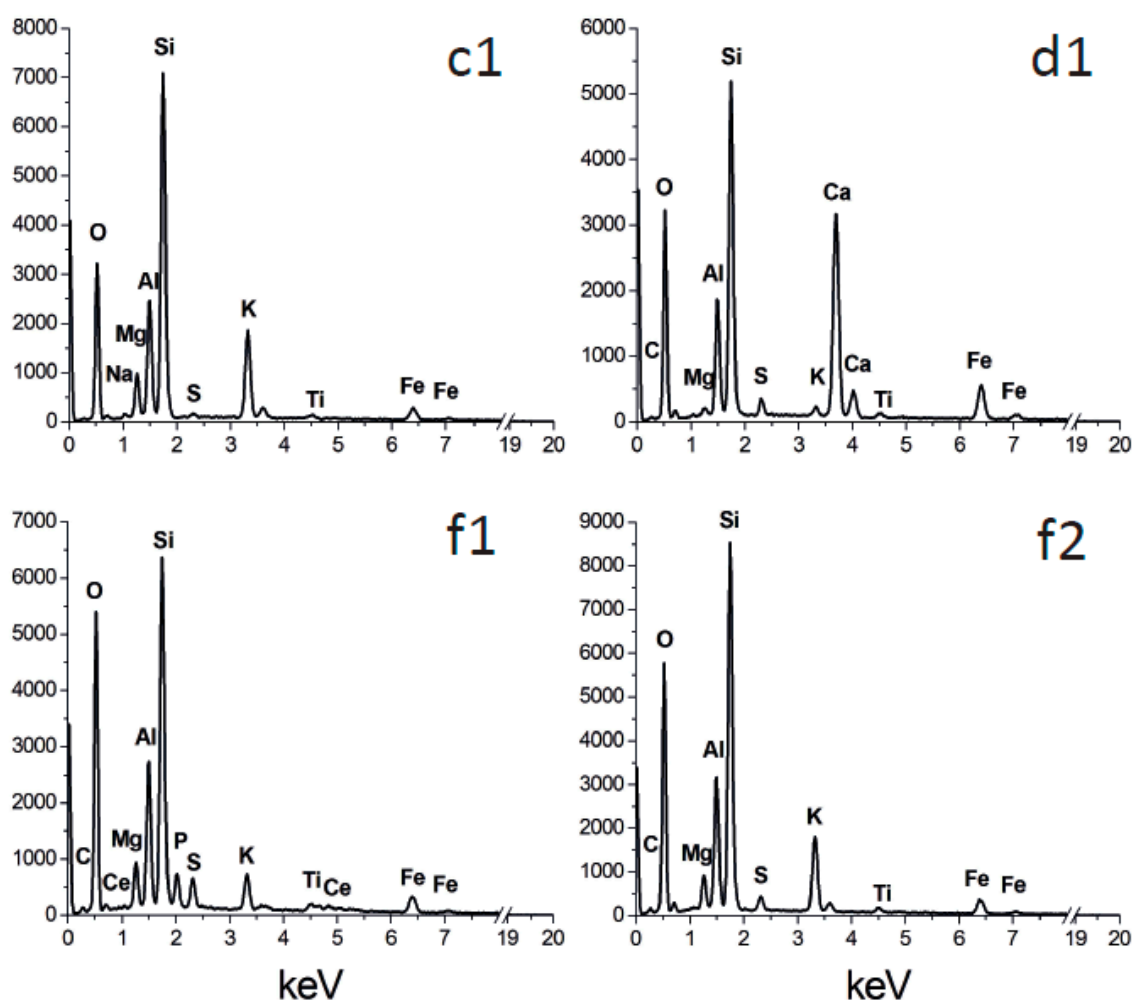 c1
8000
7000
6000
5000
4000
3000
2000
1000
0
Si
O
Al
Mg
Na
S
K
Ti
Fe
Fe
0 1 2 3 4 5 6 7 19 20
d1
6000
5000
4000
3000
2000
1000
0
Si
O
Ca
Al
C
Mg
S
K
Ca
Ti
Fe
Fe
0 1 2 3 4 5 6 7 19 20
f1
7000
6000
5000
4000
3000
2000
1000
0
Si
O
Al
Mg
P
C
Ce
S
K
Ti
Ce
Fe
Fe
0 1 2 3 4 5 6 7 19 20
keV
f2
9000
8000
7000
6000
5000
4000
3000
2000
1000
0
Si
O
Al
K
C
Mg
S
Ti
Fe
Fe
0 1 2 3 4 5 6 7 19 20
keV